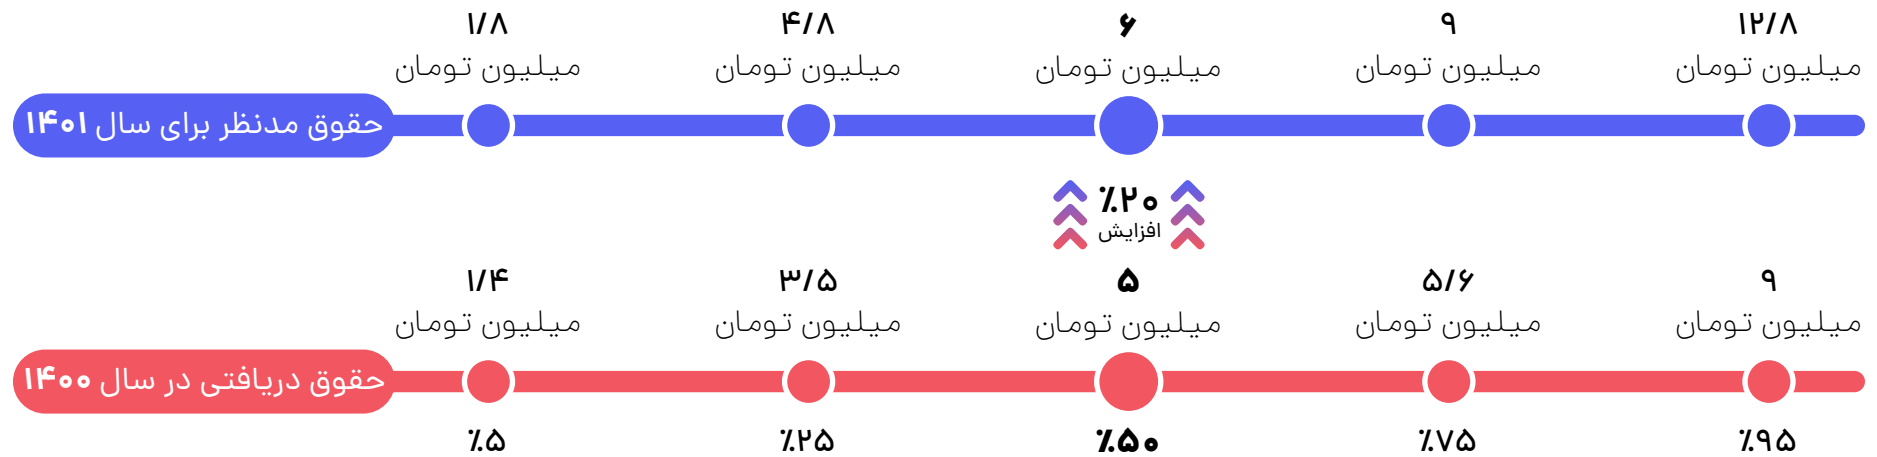 ۱/۸
میلیون تومان
۴/۸
میلیون تومان
۶
میلیون تومان
۹
میلیون تومان
۱۲/۸
میلیون تومان
حقوق مدنظر برای سال ۱۴۰۱
٪۲۰
افزایش
۱/۴
میلیون تومان
۳/۵
میلیون تومان
۵
میلیون تومان
۵/۶
میلیون تومان
۹
میلیون تومان
حقوق دریافتی در سال ۱۴۰۰
٪۵
٪۲۵
٪۵۰
٪۷۵
٪۹۵